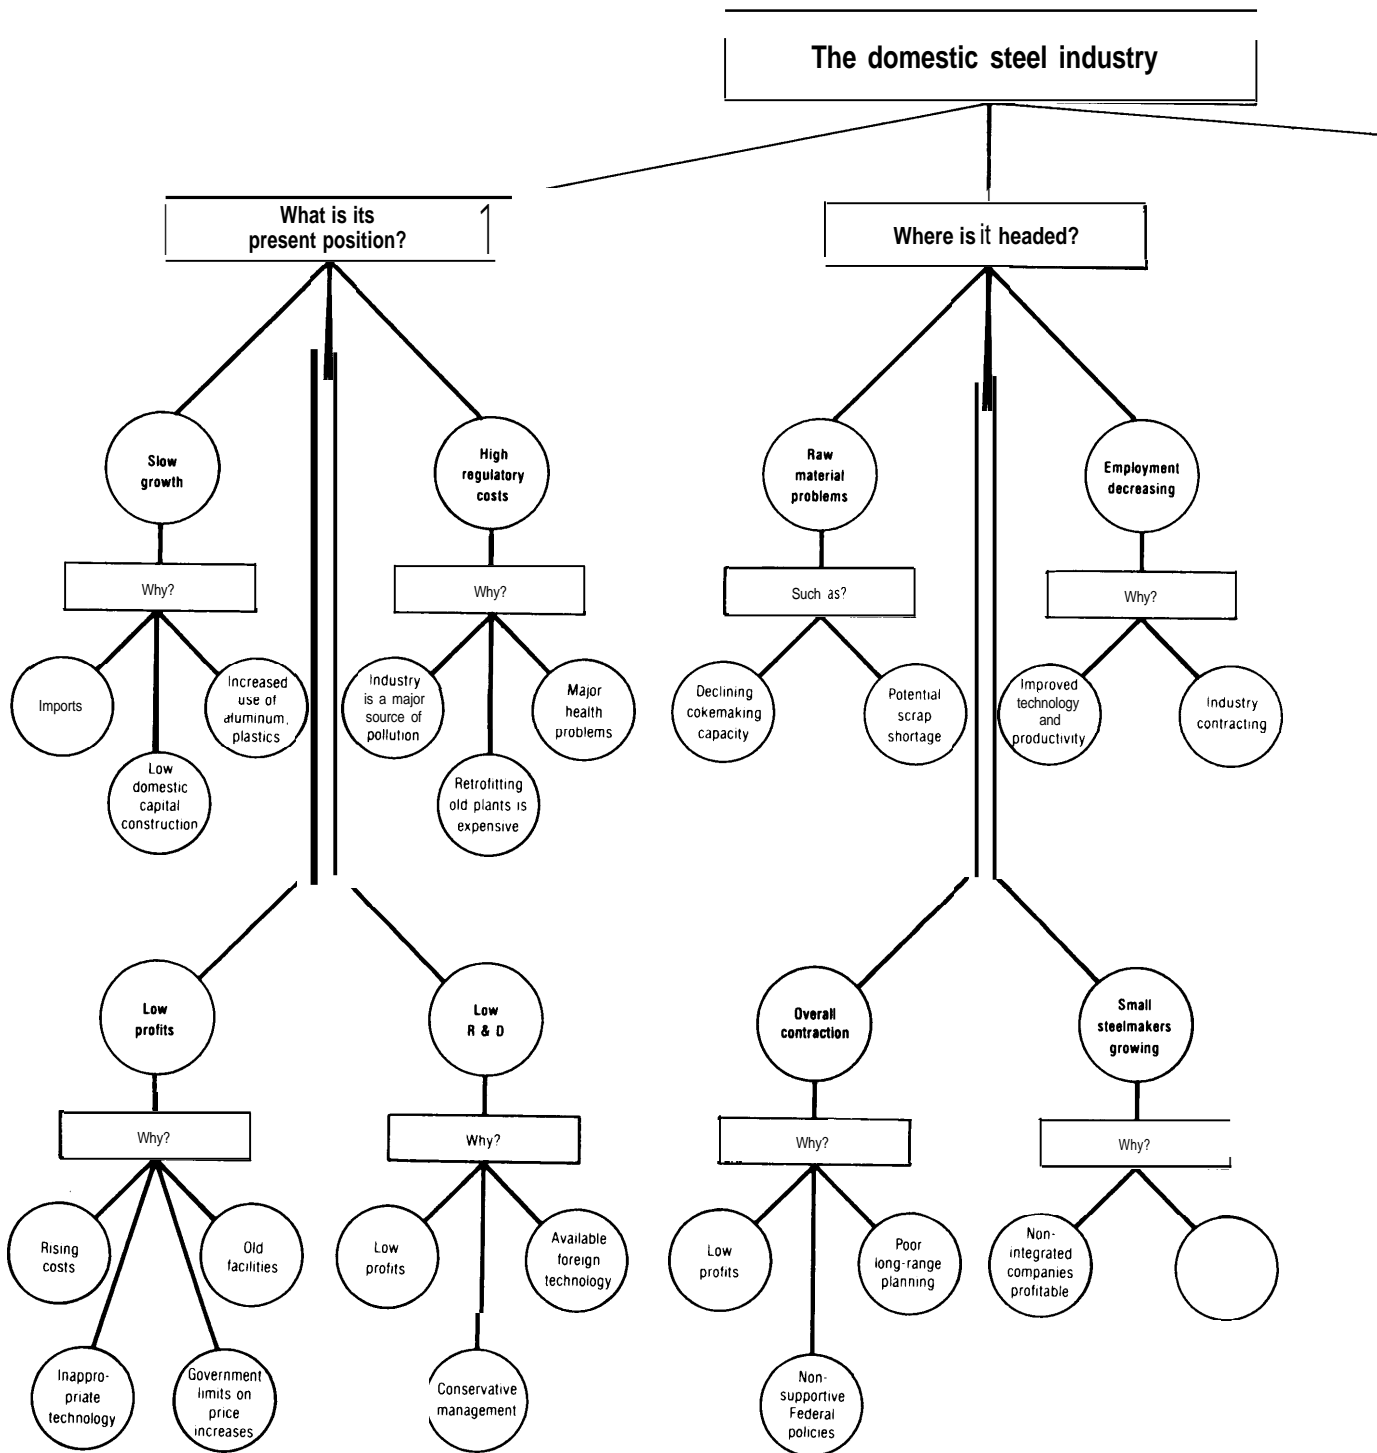 The domestic steel industry
What is its
present position?
Where is it headed?
Slow
growth
High
regulatory
costs
Raw
material
problems
Employment
decreasing
Why?
Why?
Such as?
Why?
Imports
Low
domestic
capital
construction
Increased
use of
aluminum,
plastics
Industry
is a major
source of
pollution
Retrofitting
old plants is
expensive
Major
health
problems
Declining
cokemaking
capacity
Potential
scrap
shortage
Improved
technology
and
productivity
Industry
contracting
Low
profits
Low
R & D
Overall
contraction
Small
steelmakers
growing
Why?
Why?
Why?
Why?
Rising
costs
Inappro-
priate
technology
Government
limits on
price
increases
Old
facilities
Low
profits
Conservative
management
Available
foreign
technology
Low
profits
Non-
supportive
Federal
policies
Poor
long-range
planning
Non-
integrated
companies
profitable